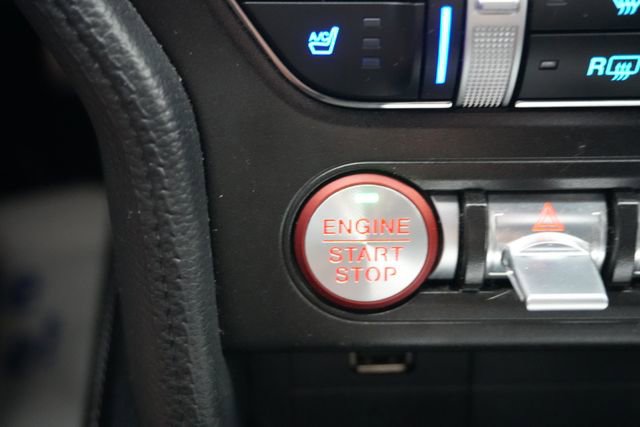 A/C
R
ENGINE
START
STOP